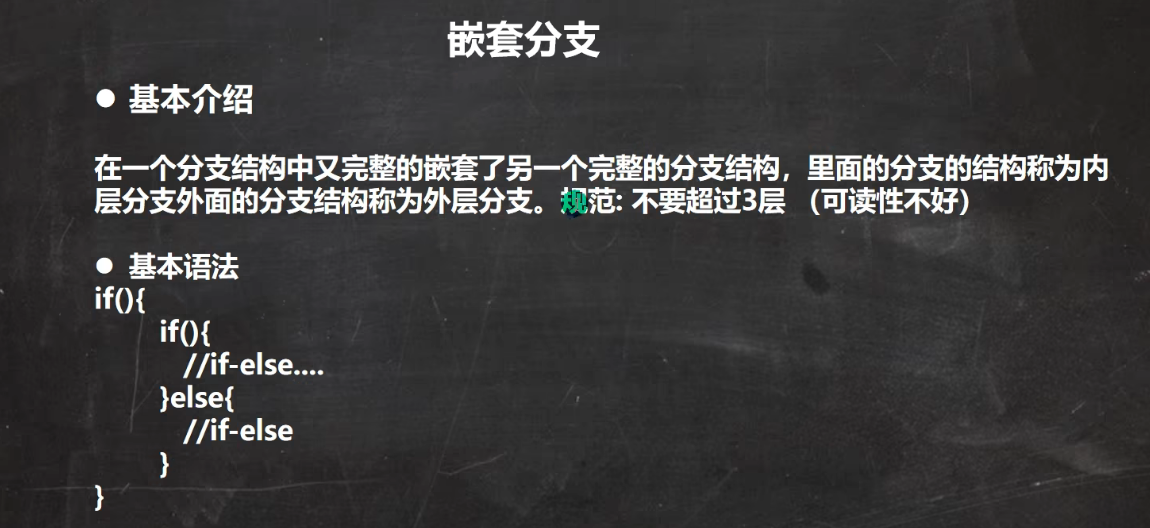 嵌套分支
● 基本介绍
在一个分支结构中又完整的嵌套了另一个完整的分支结构，里面的分支的结构称为内
层分支外面的分支结构称为外层分支。规范: 不要超过3层 （可读性不好）
● 基本语法
if(){
if(){
//if-else....
}else{
//if-else
}
}